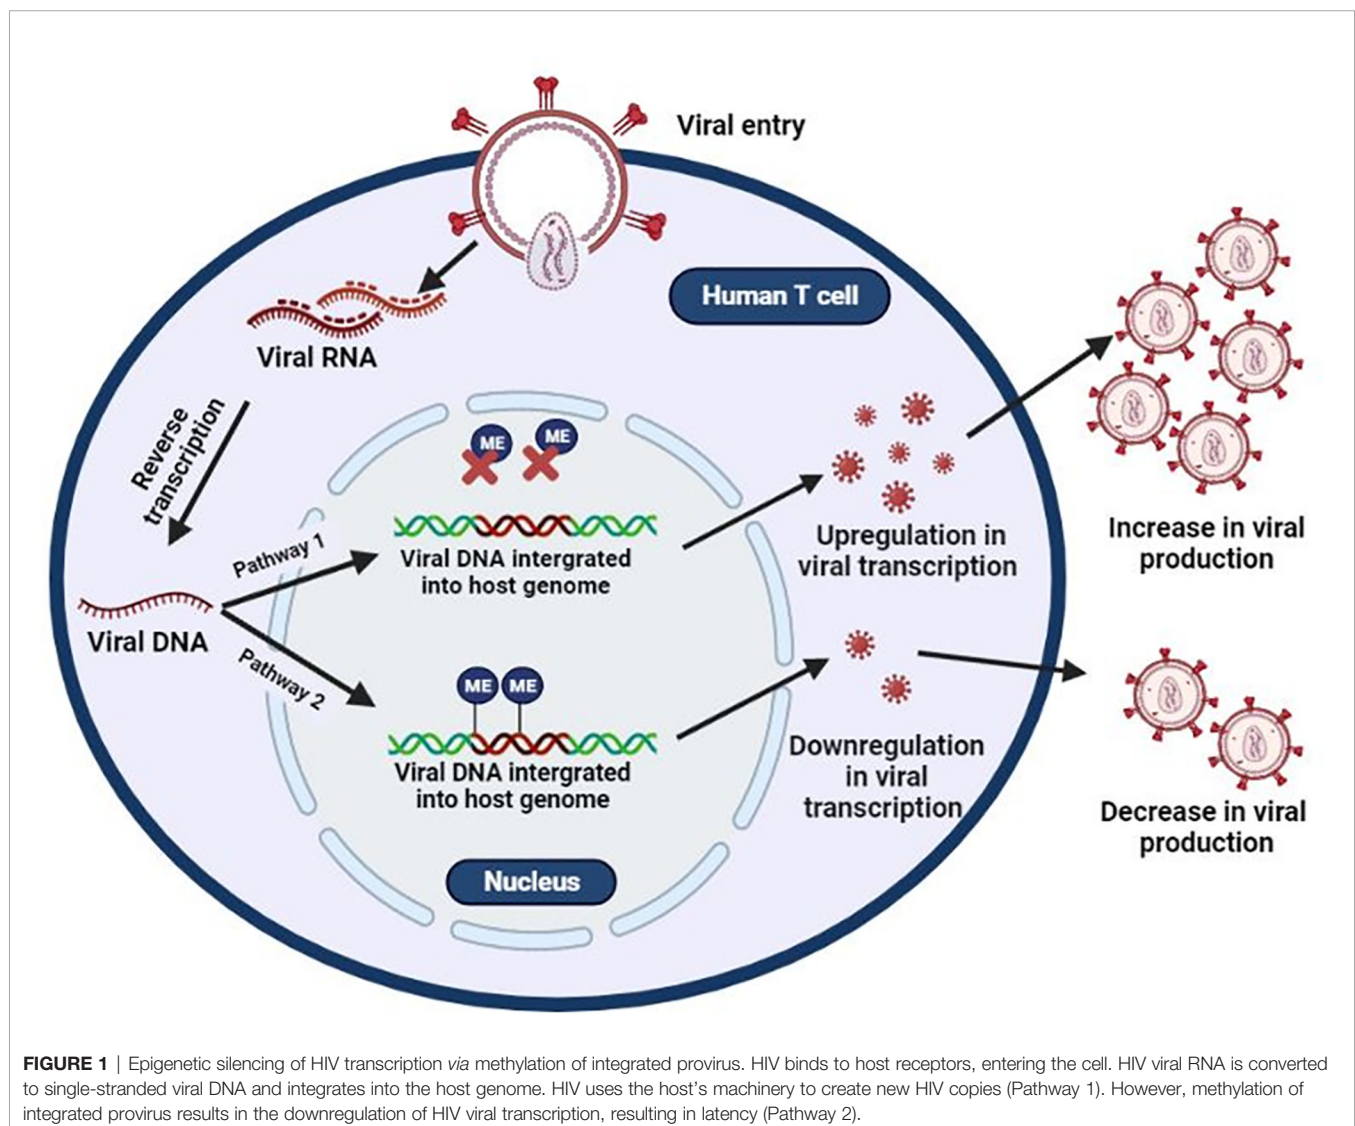 Viral entry
Human T cell
Viral RNA
Reverse
transcription
ME
ME
Pathway 1
Viral DNA intergrated
into host genome
Upregulation in
viral transcription
Increase in viral
production
Viral DNA
Pathway 2
ME
ME
Viral DNA intergrated
into host genome
Downregulation
in viral
transcription
Decrease in viral
production
Nucleus
FIGURE 1 | Epigenetic silencing of HIV transcription via methylation of integrated provirus. HIV binds to host receptors, entering the cell. HIV viral RNA is converted
to single-stranded viral DNA and integrates into the host genome. HIV uses the host's machinery to create new HIV copies (Pathway 1). However, methylation of
integrated provirus results in the downregulation of HIV viral transcription, resulting in latency (Pathway 2).